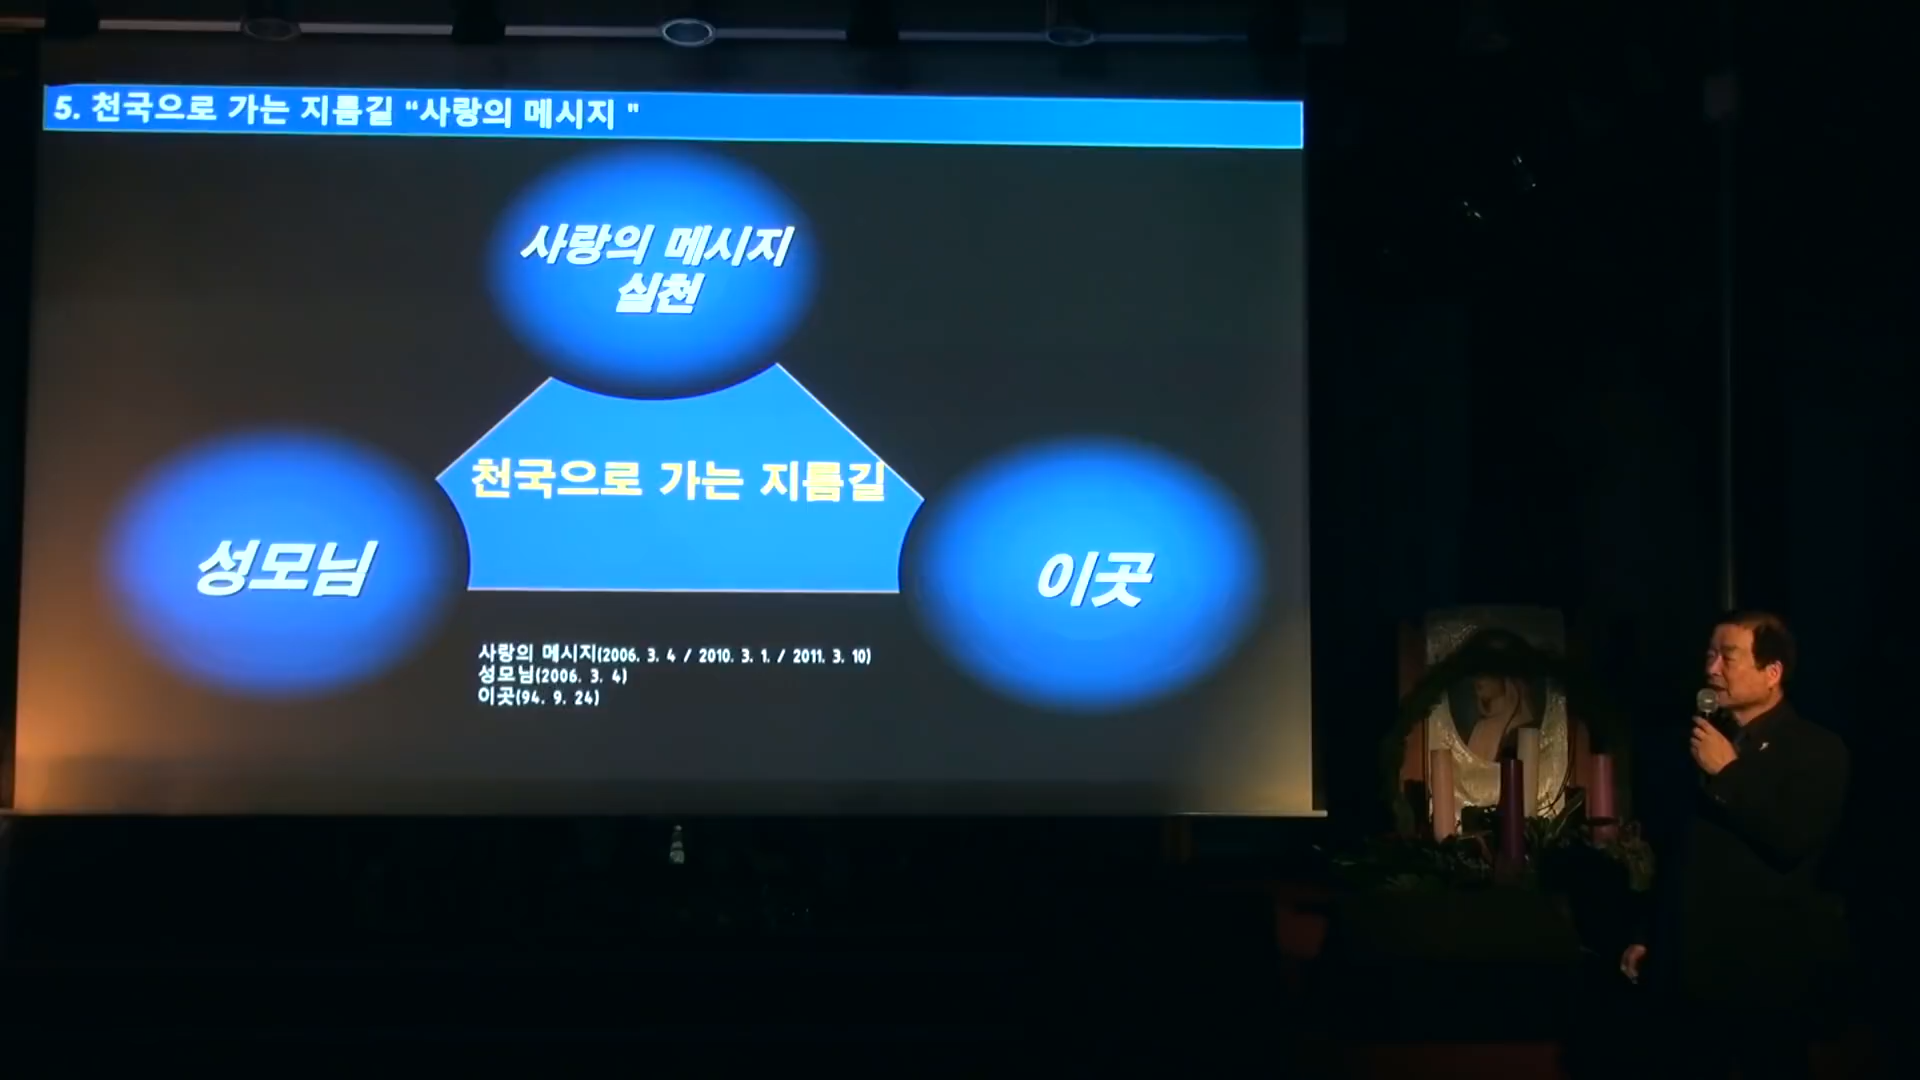 5. 천국으로 가는 지름길 “사랑의 메시지 "
사랑의 메시지
실천
천국으로 가는 지름길
성모님
이곳
사랑의 메시지(2006. 3. 4 / 2010. 3. 1. / 2011. 3. 10)
성모님(2006. 3. 4)
이곳(94. 9. 24)